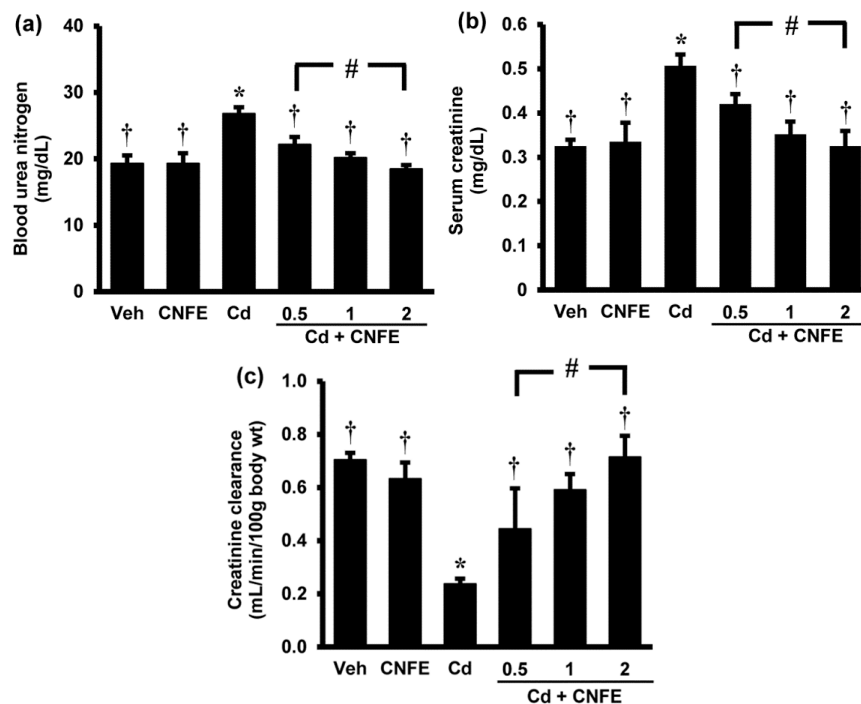 (a)
Blood urea nitrogen
(mg/dL)
40
30
20
10
0
†
†
*
†
†
†
#
Veh CNFE Cd 0.5 1 2
Cd + CNFE
(b)
Serum creatinine
(mg/dL)
0.6
0.5
0.4
0.3
0.2
0.1
0
†
†
*
†
†
†
#
Veh CNFE Cd 0.5 1 2
Cd + CNFE
(c)
Creatinine clearance
(mL/min/100g body wt)
1.0
0.8
0.6
0.4
0.2
0.0
†
†
*
†
†
†
#
Veh CNFE Cd 0.5 1 2
Cd + CNFE